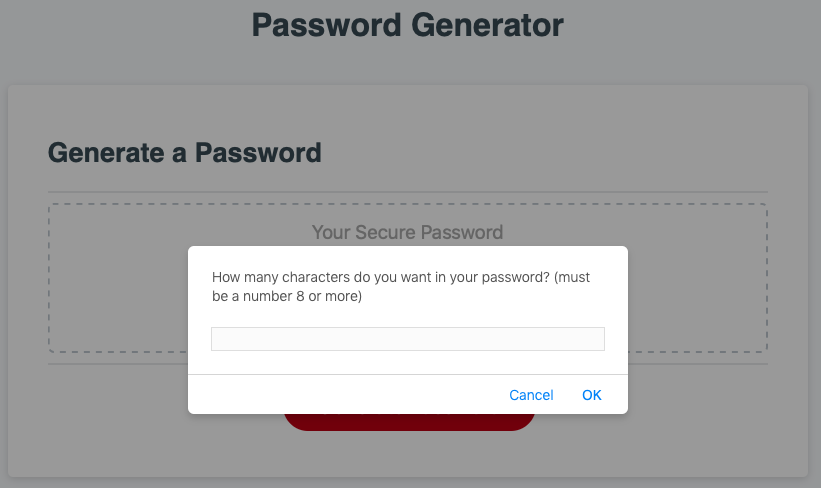 Password Generator
Generate a Password
Your Secure Password
How many characters do you want in your password? (must
be a number 8 or more)
Cancel
OK